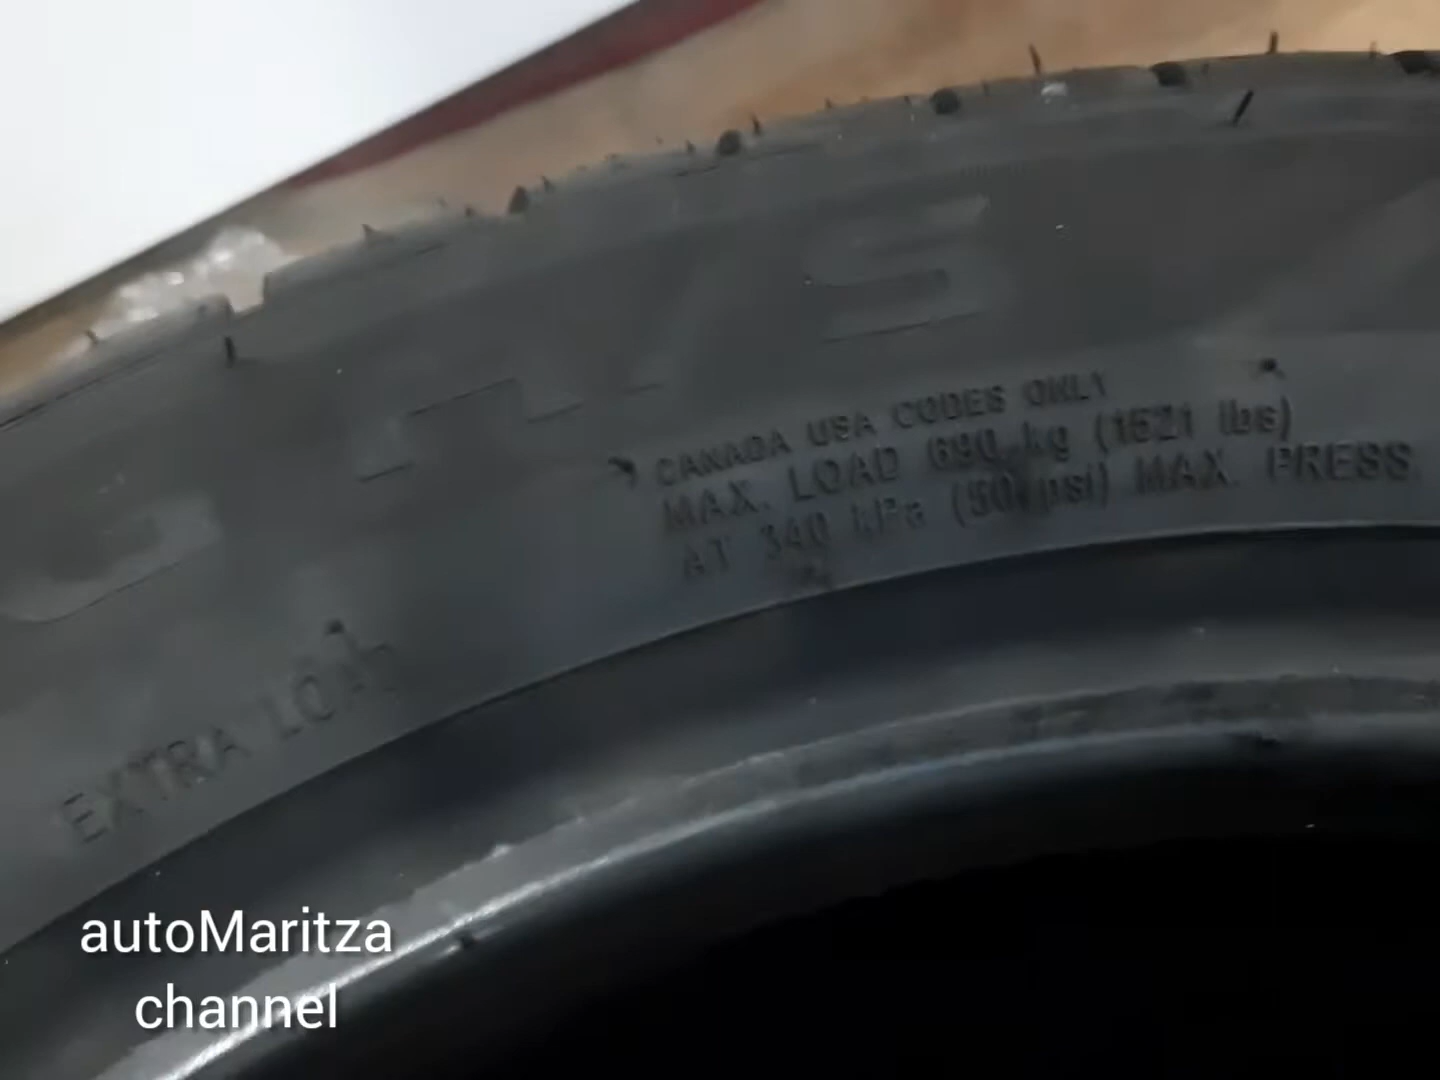 S
CANADA USA CODES ONLY
MAX. LOAD 690 kg (1521 lbs)
AT 340 kPa (50 psi) MAX. PRESS.
EXTRA LOA
autoMaritza
channel